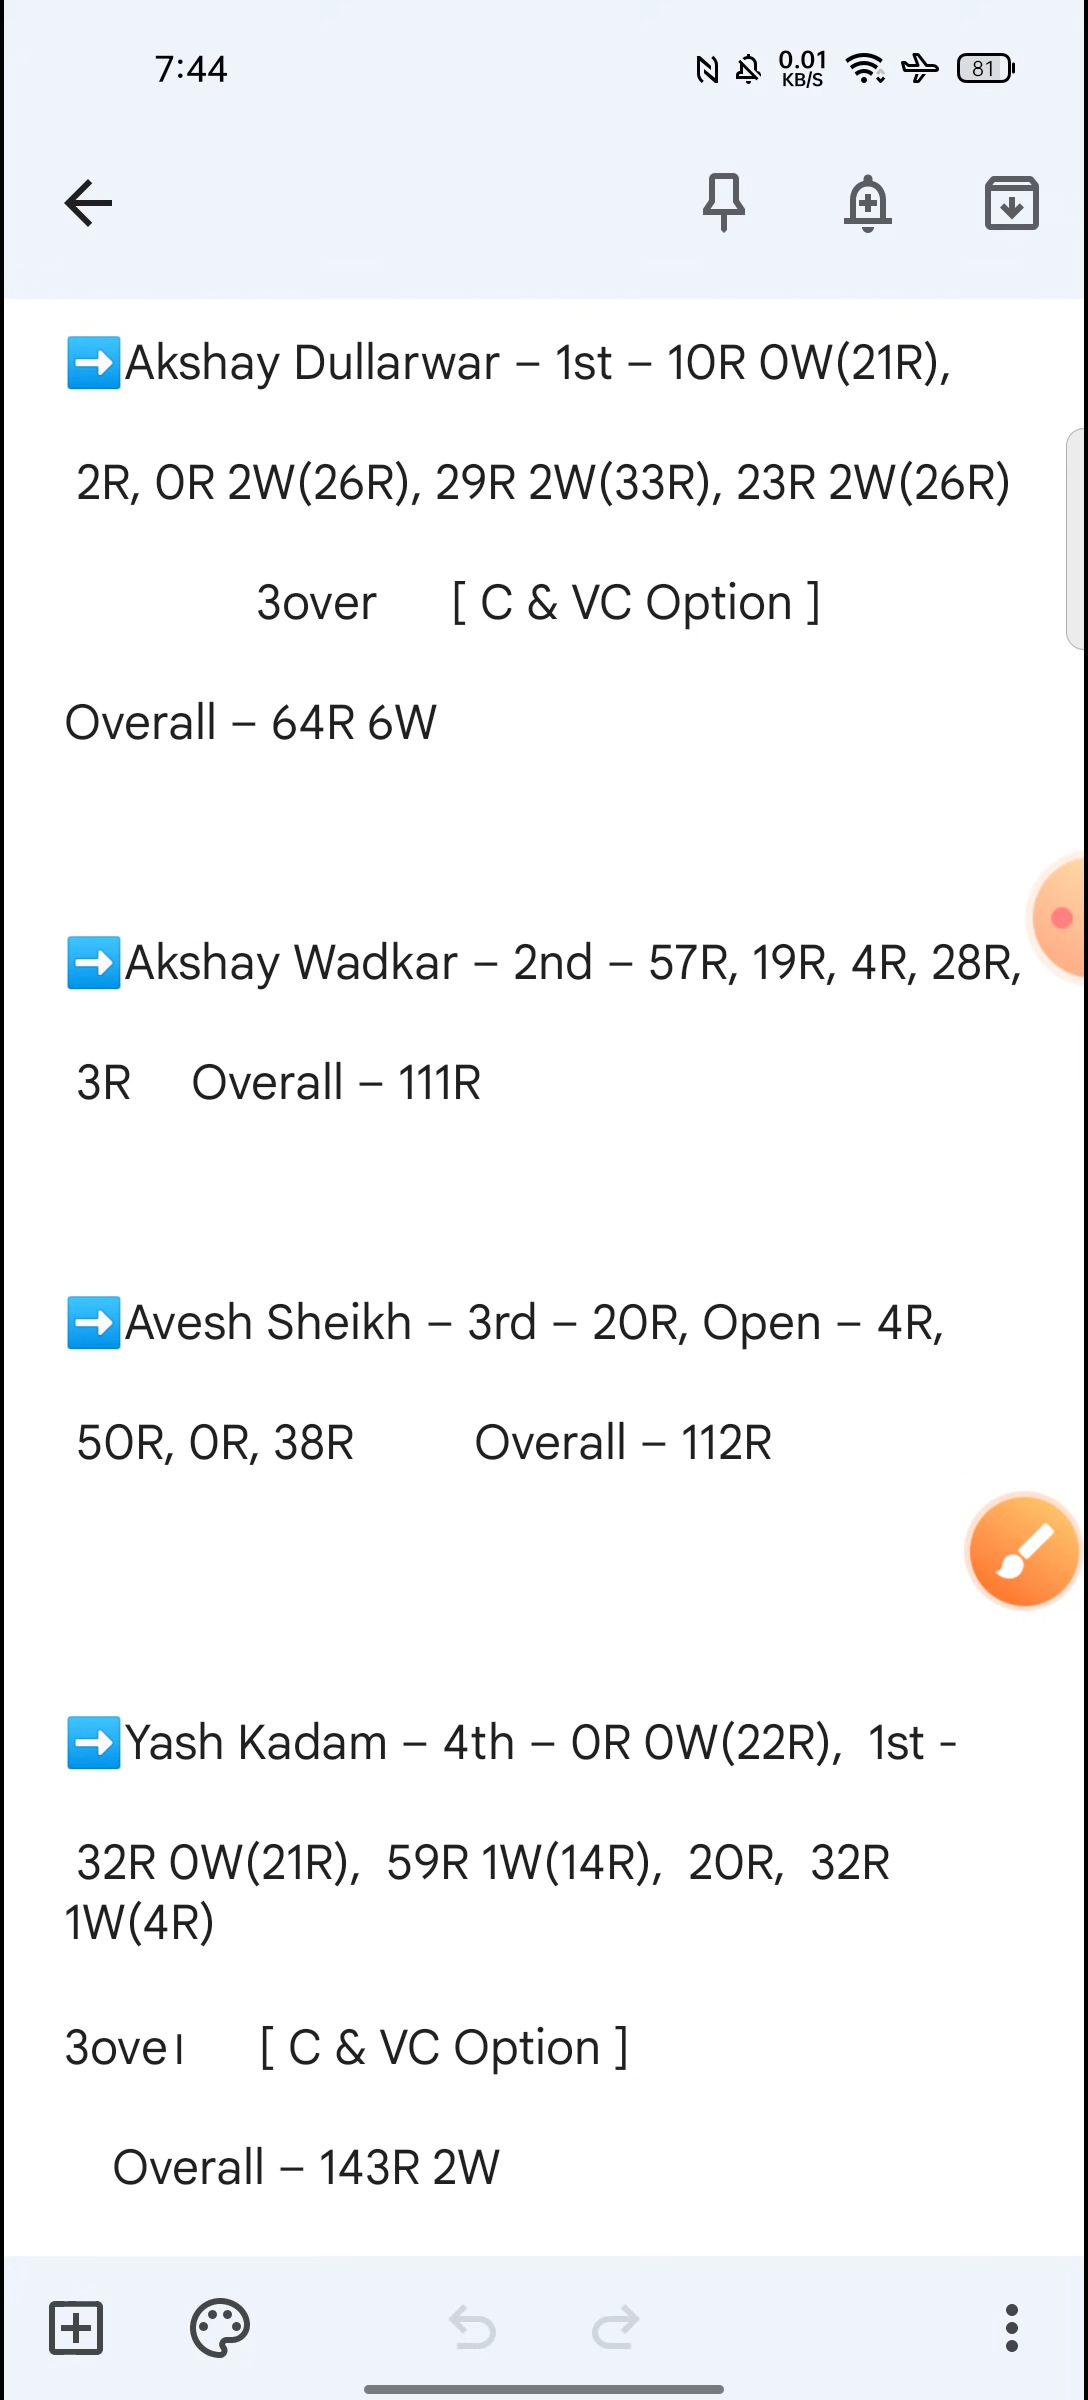 7:44
0.01
KB/S
81
➡️Akshay Dullarwar – 1st – 10R 0W(21R),
2R, 0R 2W(26R), 29R 2W(33R), 23R 2W(26R)
3over [ C & VC Option ]
Overall – 64R 6W
➡️Akshay Wadkar – 2nd – 57R, 19R, 4R, 28R,
3R Overall – 111R
➡️Avesh Sheikh – 3rd – 20R, Open – 4R,
50R, 0R, 38R Overall – 112R
➡️Yash Kadam – 4th – 0R 0W(22R), 1st -
32R 0W(21R), 59R 1W(14R), 20R, 32R
1W(4R)
[ C & VC Option ]
Overall – 143R 2W